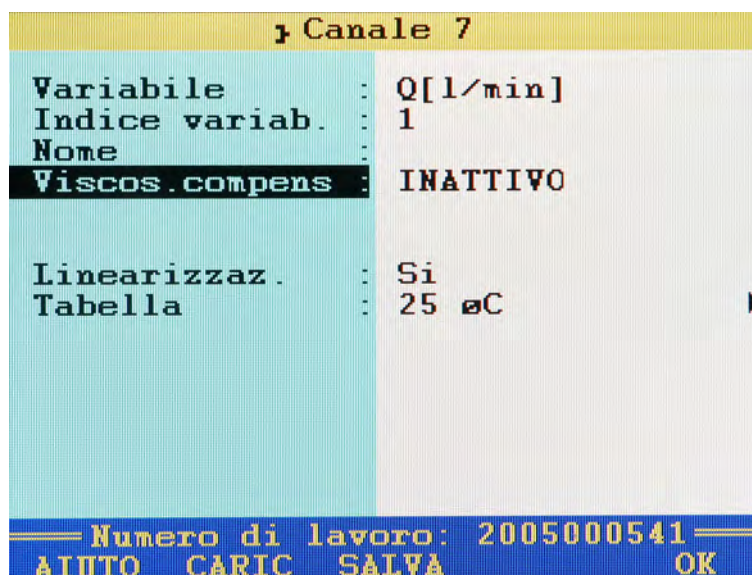 Canale 7
Variabile : Q[l/min]
Indice variab. : 1
Nome :
Viscos.compens : INATTIVO
Linearizzaz. : Si
Tabella : 25 øC
Numero di lavoro: 2005000541
AIUTO CARIC SALVA OK